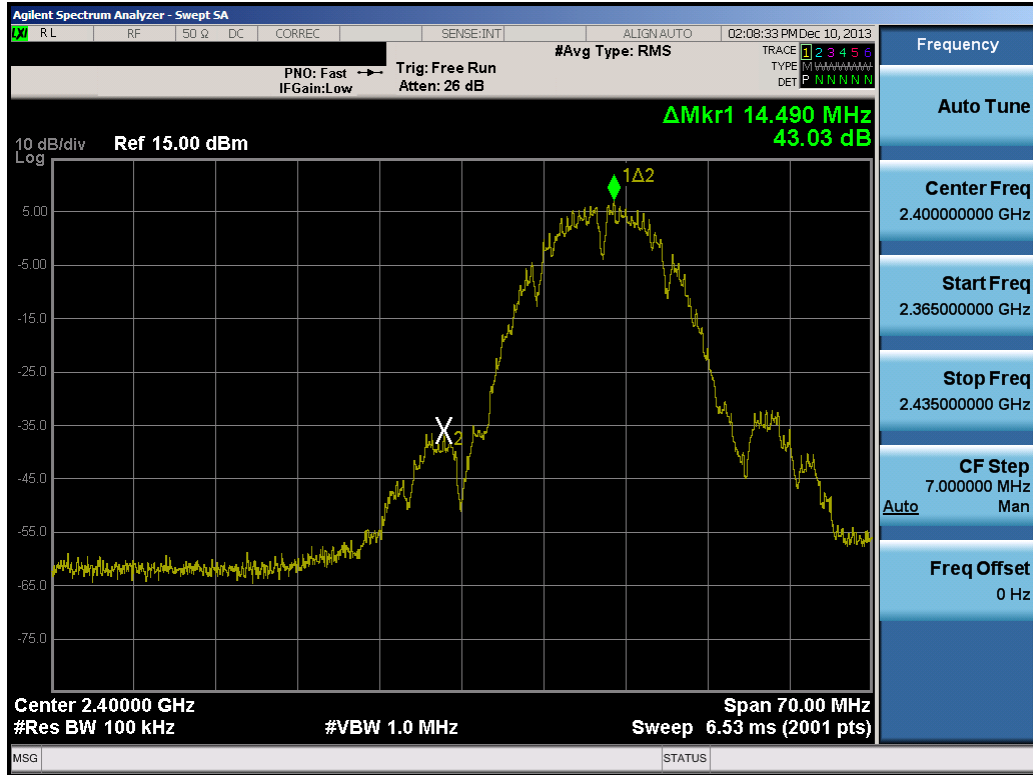 Agilent Spectrum Analyzer - Swept SA
LXI RL RF 50 Ω DC CORREC SENSE:INT ALIGN AUTO 02:08:33 PM Dec 10, 2013
#Avg Type: RMS
TRACE 1 2 3 4 5 6
TYPE M
DET P N N N N N
PNO: Fast
IFGain:Low
Trig: Free Run
Atten: 26 dB
ΔMkr1 14.490 MHz
43.03 dB
10 dB/div
Log
Ref 15.00 dBm
1Δ2
5.00
-5.00
-15.0
-25.0
-35.0
X2
-45.0
-55.0
-65.0
-75.0
Center 2.40000 GHz
Span 70.00 MHz
#Res BW 100 kHz
#VBW 1.0 MHz
Sweep 6.53 ms (2001 pts)
MSG
STATUS
Frequency
Auto Tune
Center Freq
2.400000000 GHz
Start Freq
2.365000000 GHz
Stop Freq
2.435000000 GHz
CF Step
7.000000 MHz
Auto Man
Freq Offset
0 Hz